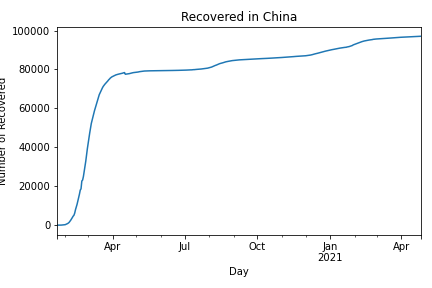 Recovered in China
Number of Recovered
100000
80000
60000
40000
20000
0
Apr
Jul
Oct
Jan
2021
Apr
Day